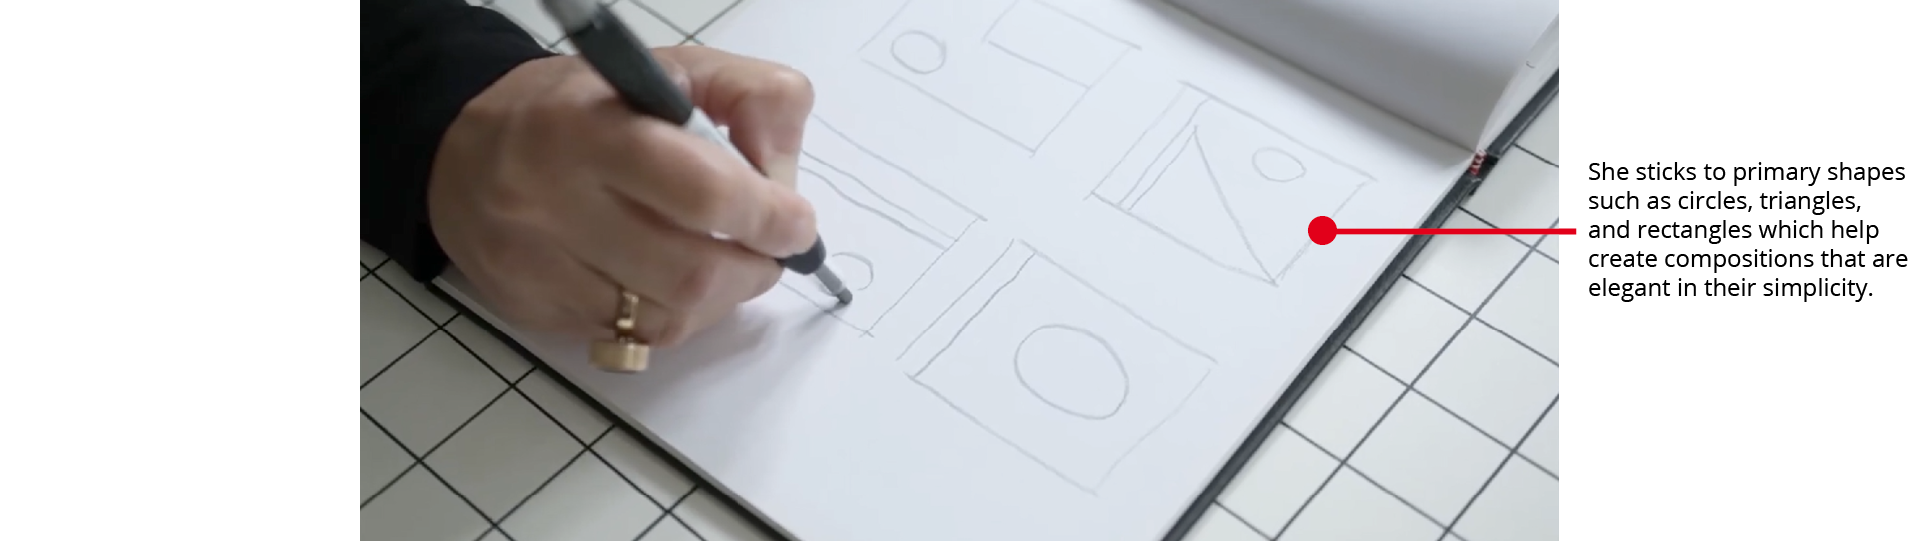 She sticks to primary shapes
such as circles, triangles,
and rectangles which help
create compositions that are
elegant in their simplicity.